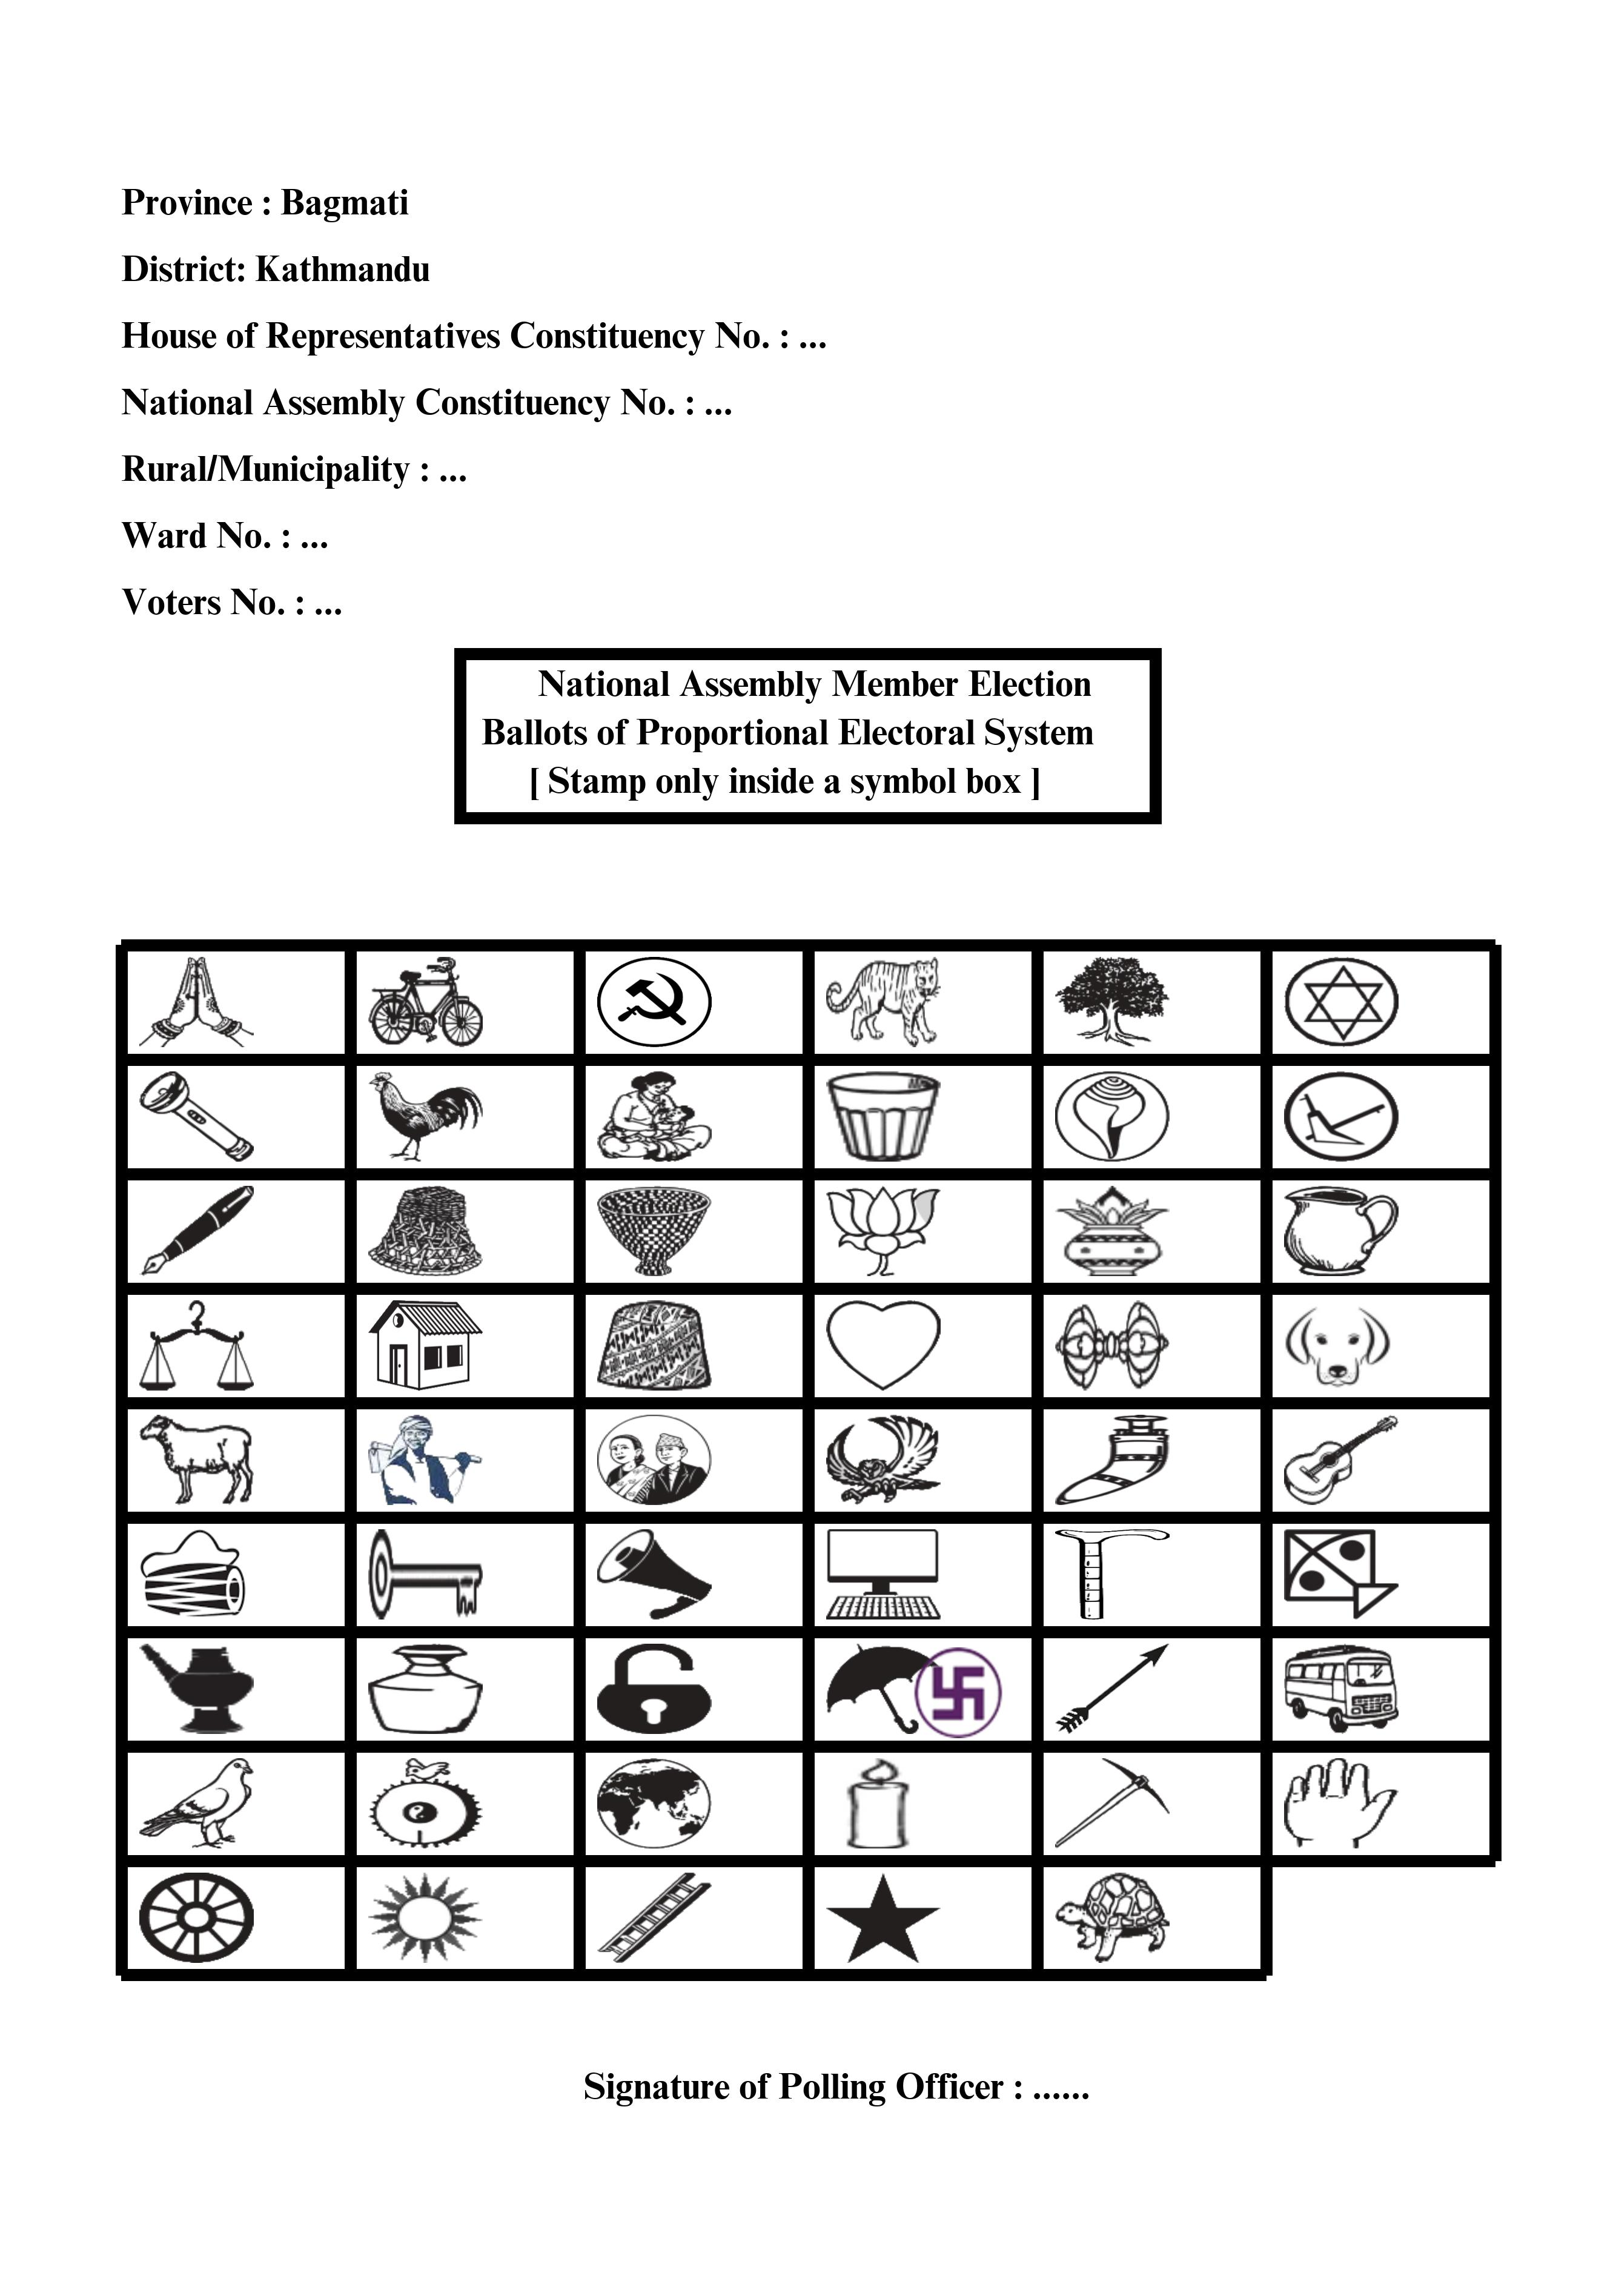 Province : Bagmati
District: Kathmandu
House of Representatives Constituency No. : ...
National Assembly Constituency No. : ...
Rural/Municipality : ...
Ward No. : ...
Voters No. : ...
National Assembly Member Election
Ballots of Proportional Electoral System
[ Stamp only inside a symbol box ]
Signature of Polling Officer : ......